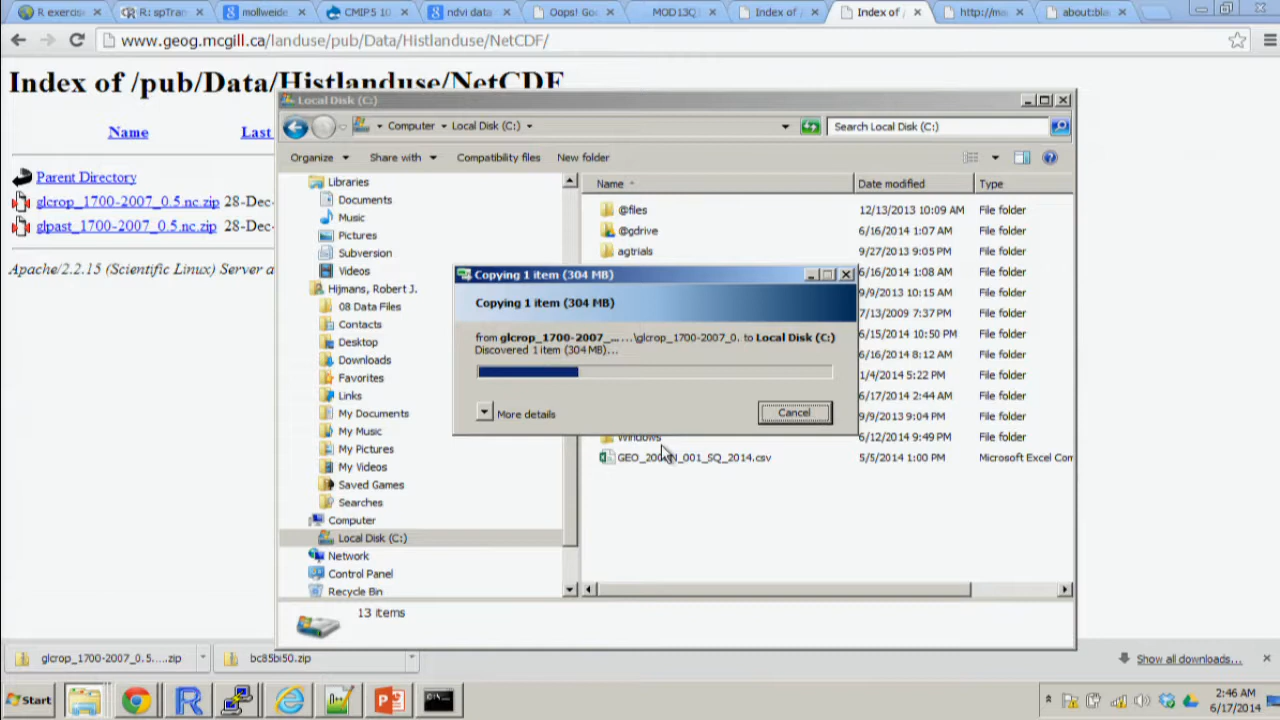 R exercis
R: spTran
mollweide
CMIP5 10
ndvi data
Oops! Goo
MOD13Q
Index of /
Index of
http://mo
about:bla
www.geog.mcgill.ca/landuse/pub/Data/Histlanduse/NetCDF/
Index of /pub/Data/Histlanduse/NetCDF
Name Last
Parent Directory
glcrop_1700-2007_0.5.nc.zip 28-Dec-
glpast_1700-2007_0.5.nc.zip 28-Dec-
Apache/2.2.15 (Scientific Linux) Server a
Local Disk (C:)
Computer Local Disk (C:)
Search Local Disk (C:)
Organize Share with Compatibility files New folder
Libraries
Documents
Music
Pictures
Subversion
Videos
Hijmans, Robert J.
08 Data Files
Contacts
Desktop
Downloads
Favorites
Links
My Documents
My Music
My Pictures
My Videos
Saved Games
Searches
Computer
Local Disk (C:)
Network
Control Panel
Recycle Bin
Name Date modified Type
@files 12/13/2013 10:09 AM File folder
@gdrive 6/16/2014 1:07 AM File folder
agtrials 9/27/2013 9:05 PM File folder
6/16/2014 1:08 AM File folder
9/9/2013 10:15 AM File folder
7/13/2009 7:37 PM File folder
6/15/2014 10:50 PM File folder
6/16/2014 8:12 AM File folder
1/4/2014 5:22 PM File folder
6/17/2014 2:44 AM File folder
9/9/2013 9:04 PM File folder
Windows 6/12/2014 9:49 PM File folder
5/5/2014 1:00 PM Microsoft Excel Com
Copying 1 item (304 MB)
Copying 1 item (304 MB)
from glcrop_1700-2007_... ...\glcrop_1700-2007_0. to Local Disk (C:)
Discovered 1 item (304 MB)...
More details
Cancel
13 items
glcrop_1700-2007_0.5....zip
bc85bi50.zip
Show all downloads...
Start
2:46 AM
6/17/2014